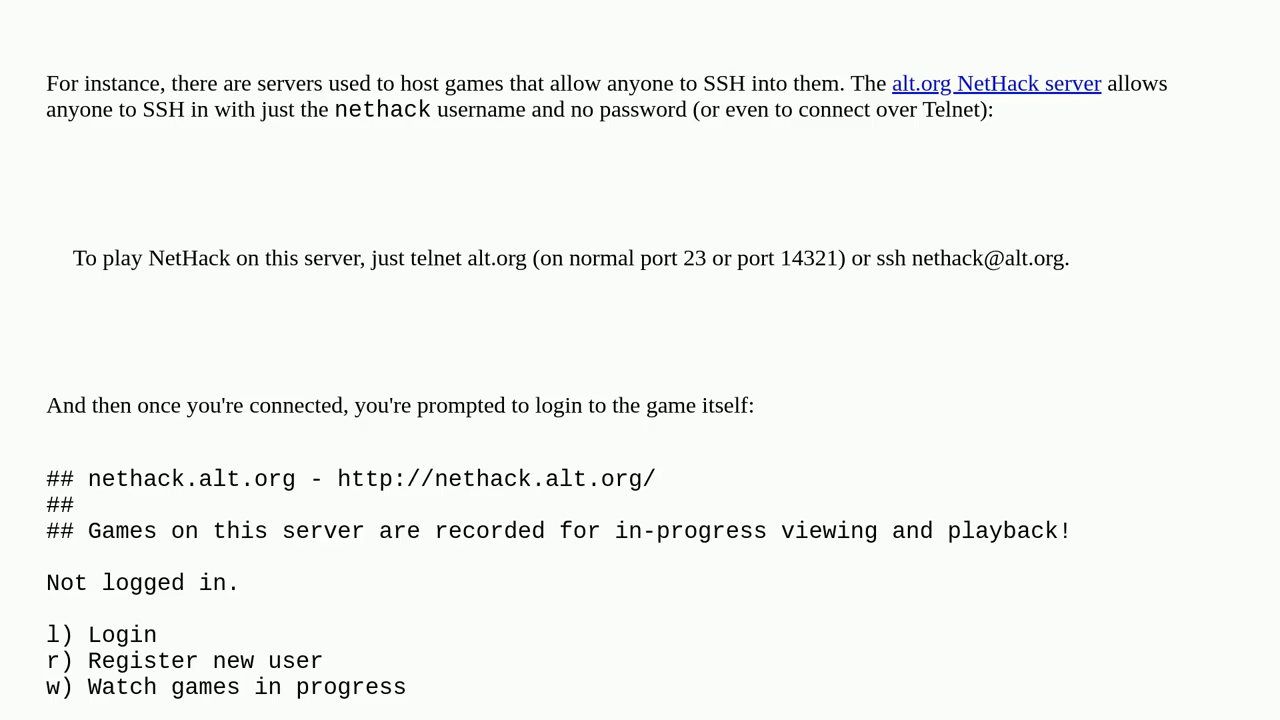 For instance, there are servers used to host games that allow anyone to SSH into them. The alt.org NetHack server allows
anyone to SSH in with just the nethack username and no password (or even to connect over Telnet):
To play NetHack on this server, just telnet alt.org (on normal port 23 or port 14321) or ssh nethack@alt.org.
And then once you're connected, you're prompted to login to the game itself:
## nethack.alt.org - http://nethack.alt.org/
##
## Games on this server are recorded for in-progress viewing and playback!
Not logged in.
l) Login
r) Register new user
w) Watch games in progress